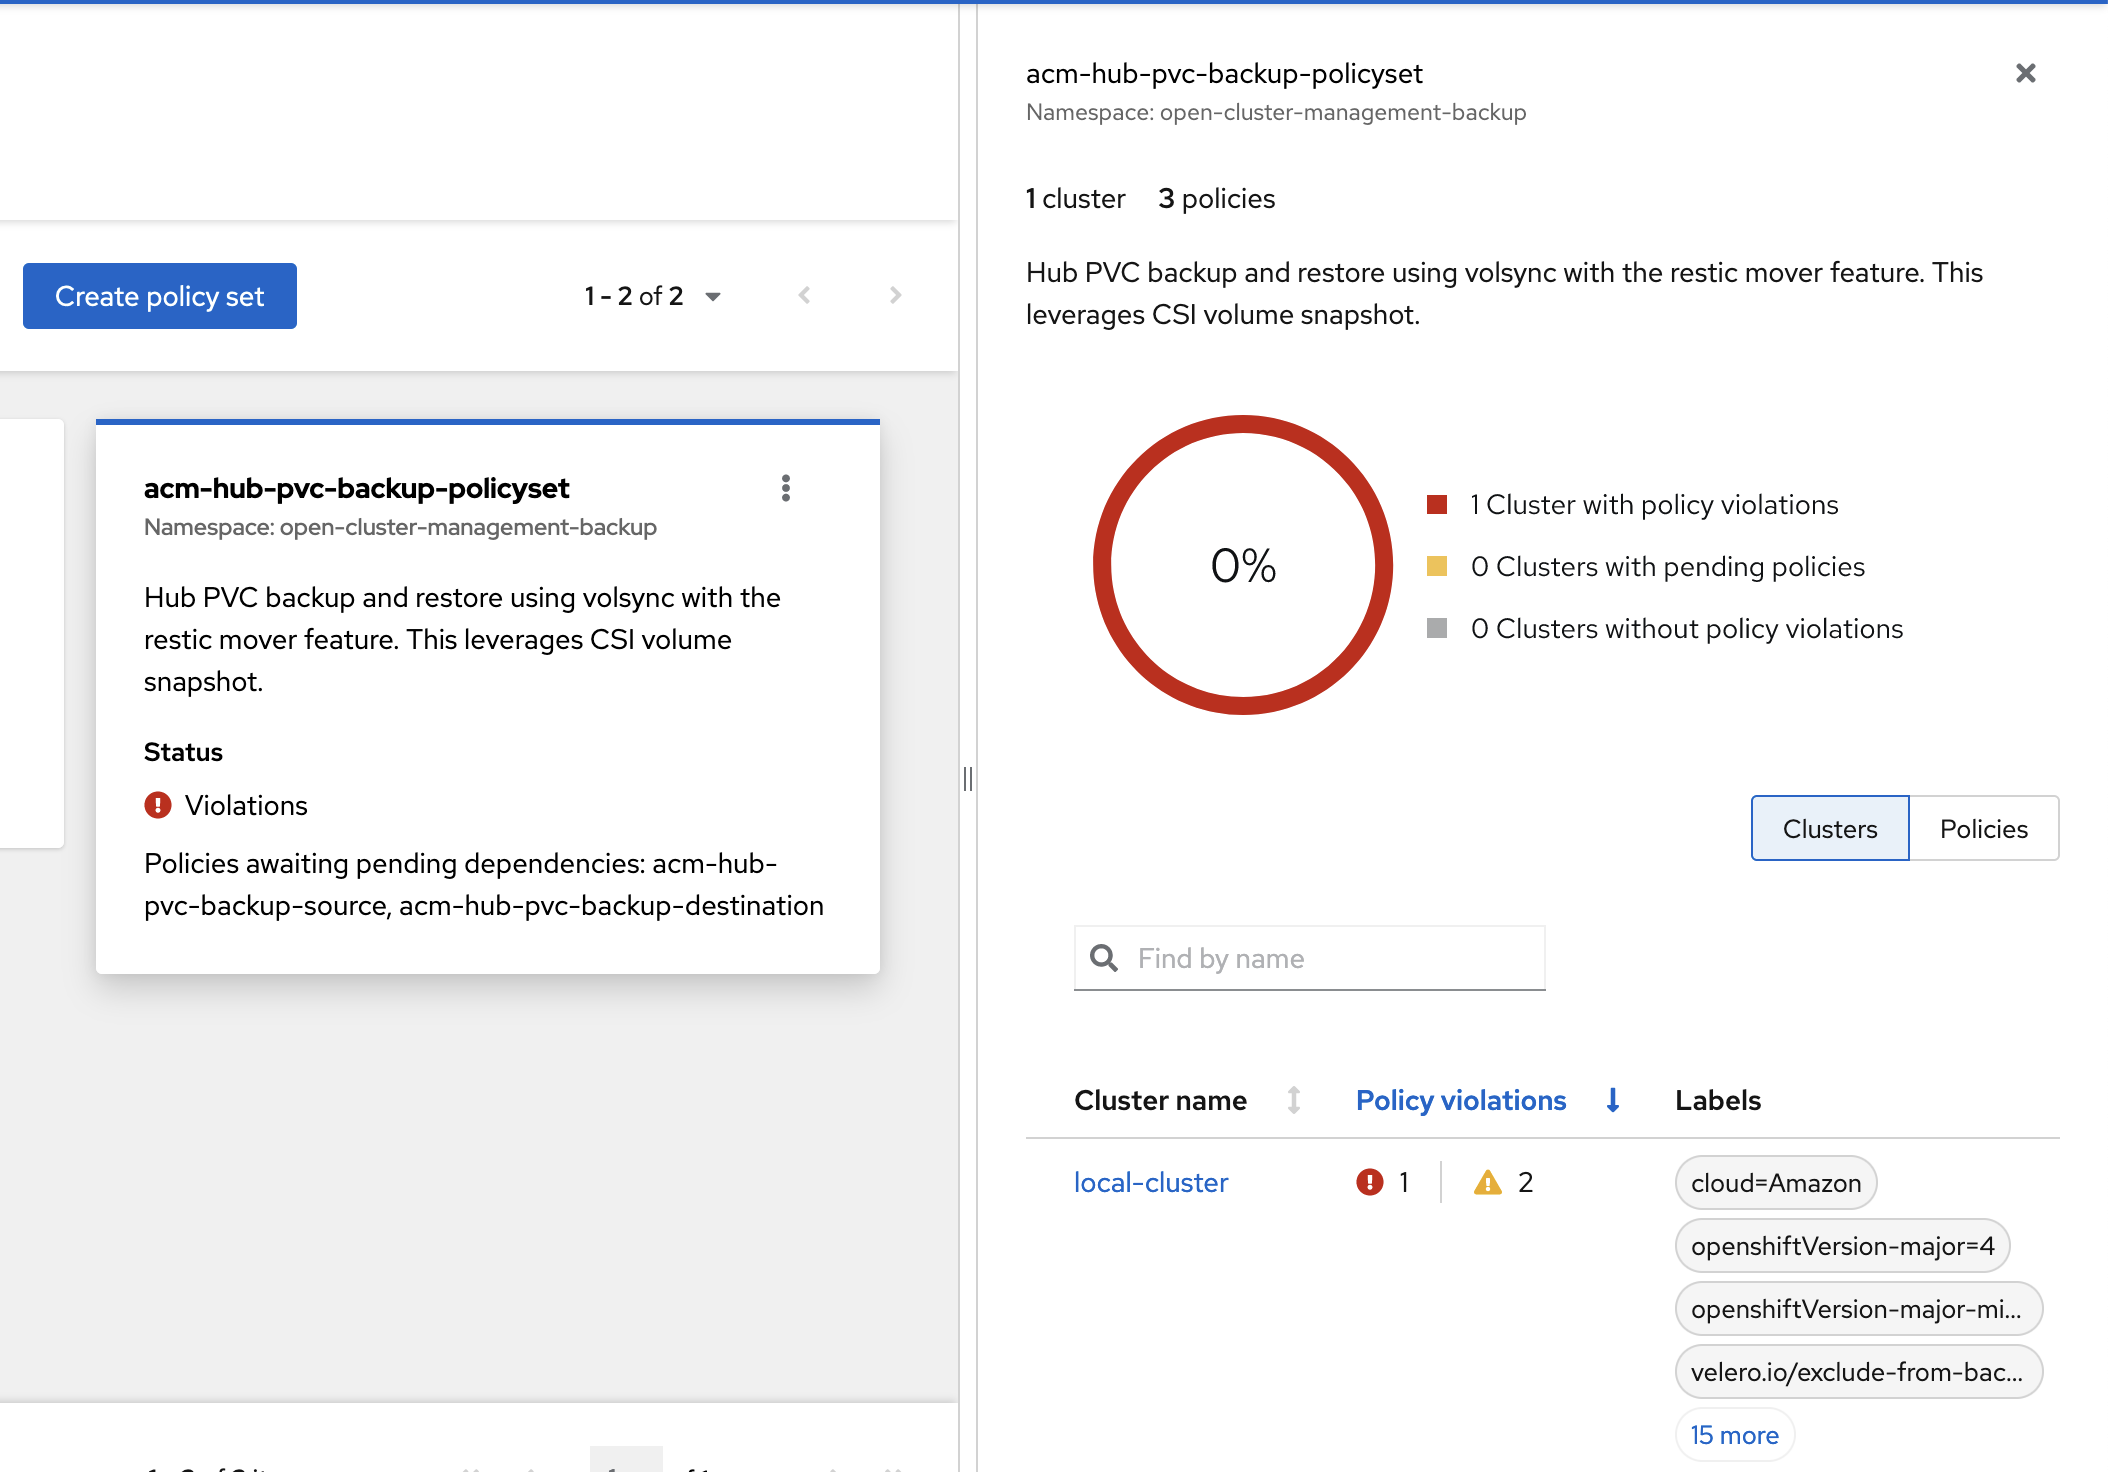 Create policy set
1 - 2 of 2
acm-hub-pvc-backup-policyset
Namespace: open-cluster-management-backup
Hub PVC backup and restore using volsync with the
restic mover feature. This leverages CSI volume
snapshot.
Status
Violations
Policies awaiting pending dependencies: acm-hub-
pvc-backup-source, acm-hub-pvc-backup-destination
acm-hub-pvc-backup-policyset
Namespace: open-cluster-management-backup
1 cluster 3 policies
Hub PVC backup and restore using volsync with the restic mover feature. This
leverages CSI volume snapshot.
0%
1 Cluster with policy violations
0 Clusters with pending policies
0 Clusters without policy violations
Clusters Policies
Find by name
Cluster name Policy violations Labels
local-cluster 1 2 cloud=Amazon
openshiftVersion-major=4
openshiftVersion-major-mi...
velero.io/exclude-from-bac...
15 more